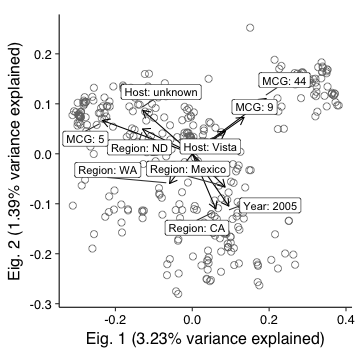 0.2
0.1
0.0
-0.1
-0.2
-0.3
Eig. 2 (1.39% variance explained)
MCG: 44
Host: unknown
MCG: 9
MCG: 5
Region: ND
Host: Vista
Region: WA
Region: Mexico
Year: 2005
Region: CA
-0.2
0.0
0.2
0.4
Eig. 1 (3.23% variance explained)